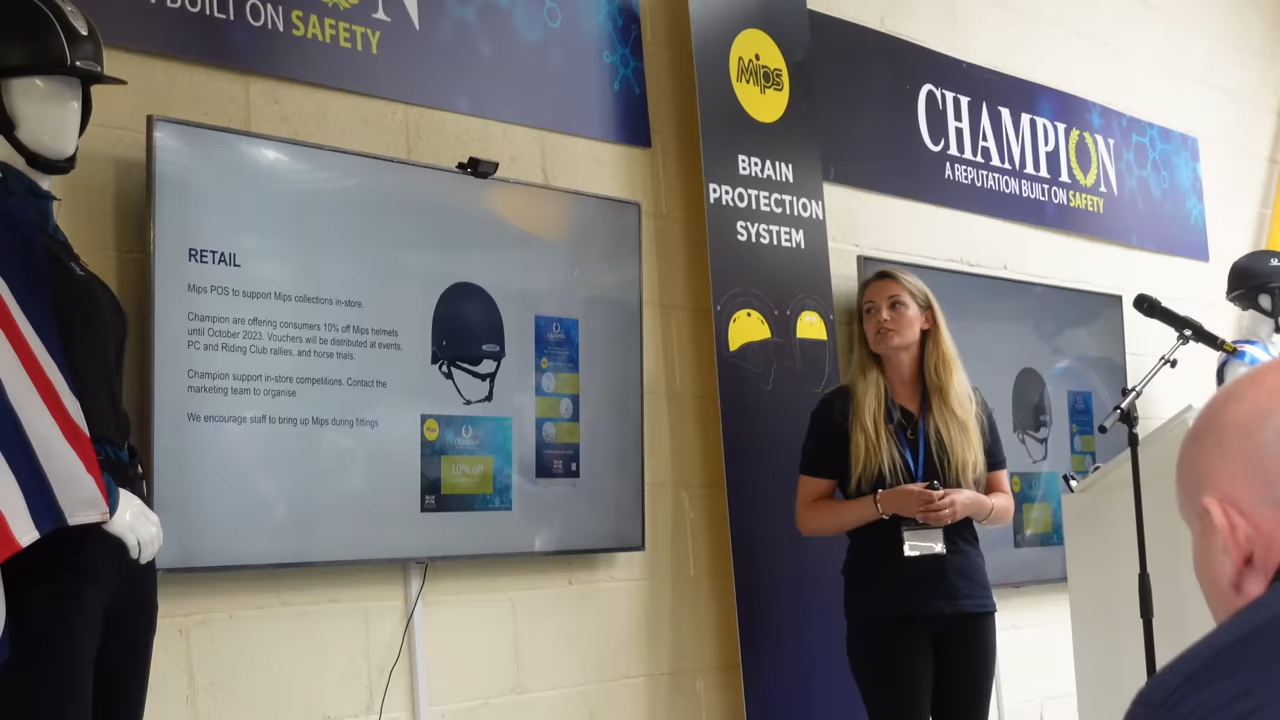 BUILT ON SAFETY
RETAIL
Mips POS to support Mips collections in-store.
Champion are offering consumers 10% off Mips helmets
until October 2023. Vouchers will be distributed at events,
PC and Riding Club rallies, and horse trials.
Champion support in-store competitions. Contact the
marketing team to organise
We encourage staff to bring up Mips during fittings
Mips
10% off
Mips
BRAIN
PROTECTION
SYSTEM
CHAMPION
A REPUTATION BUILT ON SAFETY